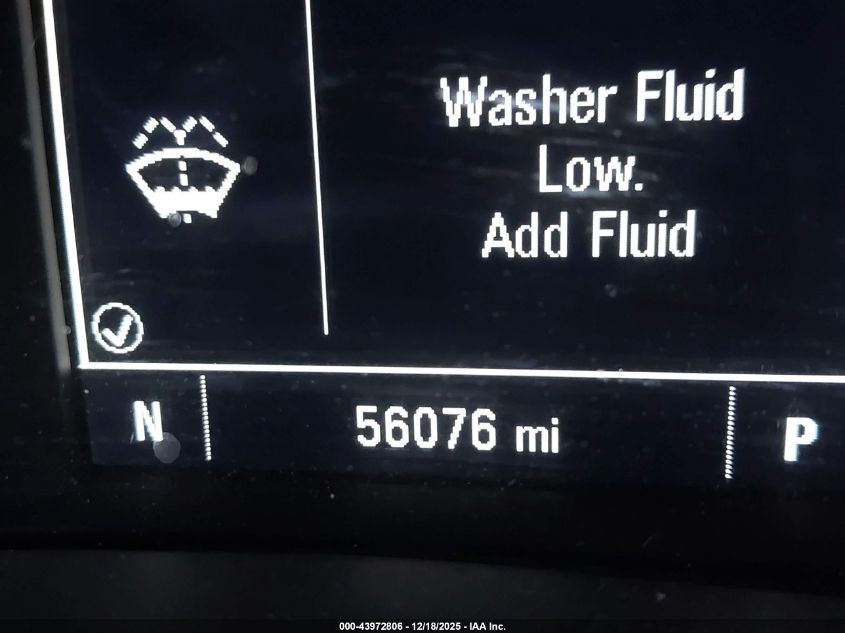 Washer Fluid
Low.
Add Fluid
N 56076 mi P
000-43972806 - 12/18/2025 - IAA Inc.